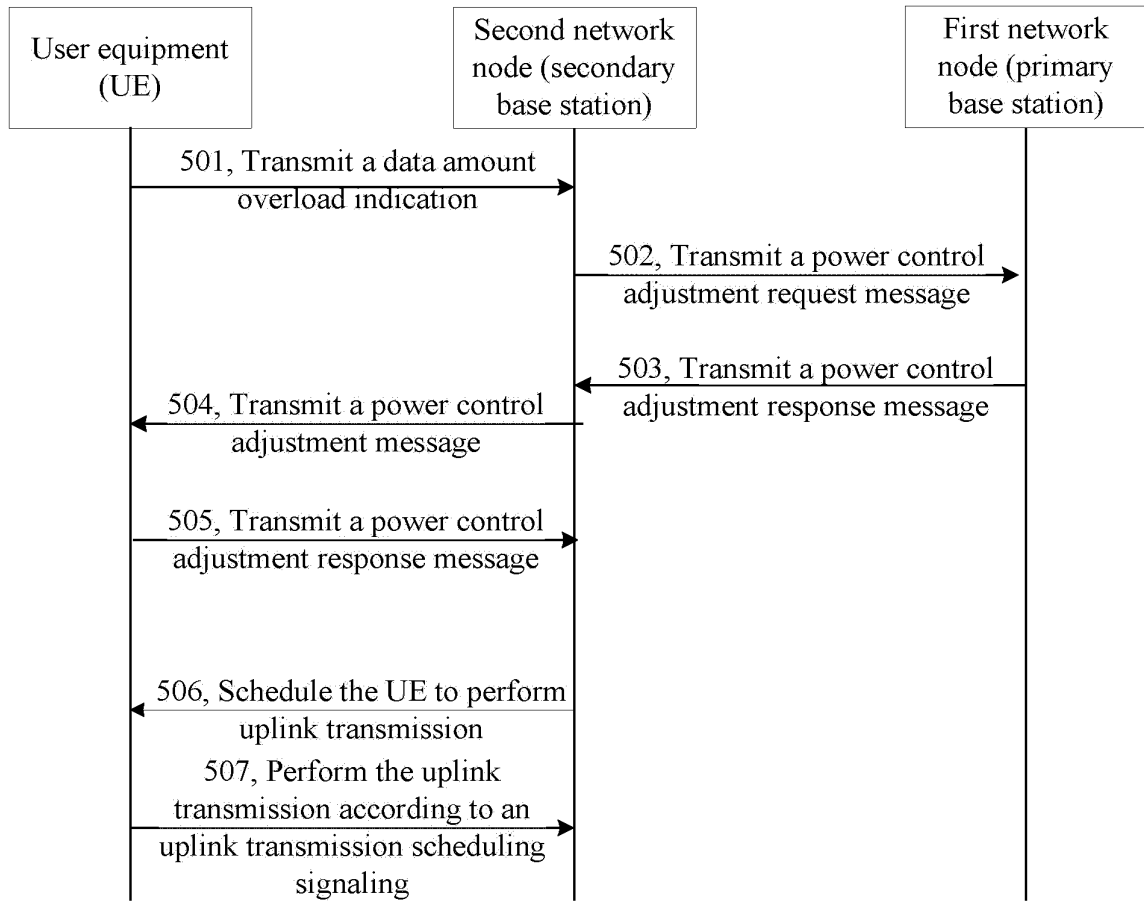 User equipment
(UE)
Second network
node (secondary
base station)
First network
node (primary
base station)
501, Transmit a data amount
overload indication
502, Transmit a power control
adjustment request message
503, Transmit a power control
adjustment response message
504, Transmit a power control
adjustment message
505, Transmit a power control
adjustment response message
506, Schedule the UE to perform
uplink transmission
507, Perform the uplink
transmission according to an
uplink transmission scheduling
signaling